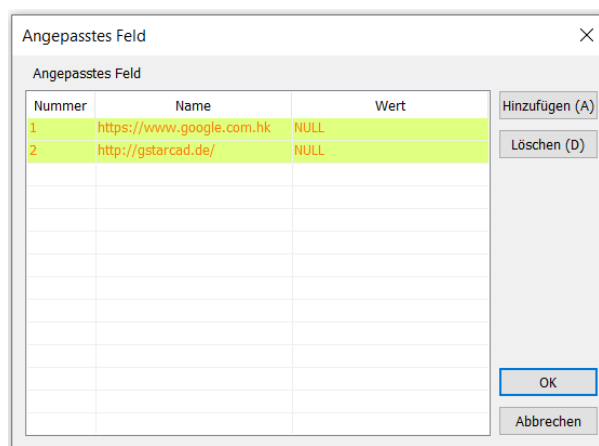 Angepasstes Feld
Angepasstes Feld
Nummer Name Wert
1 https://www.google.com.hk NULL
2 http://gstarcad.de/ NULL
Hinzufügen (A)
Löschen (D)
OK
Abbrechen